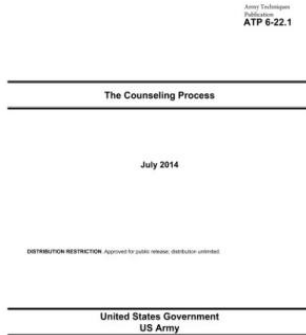 Army Techniques
Publication
ATP 6-22.1
The Counseling Process
July 2014
DISTRIBUTION RESTRICTION. Approved for public release; distribution unlimited.
United States Government
US Army